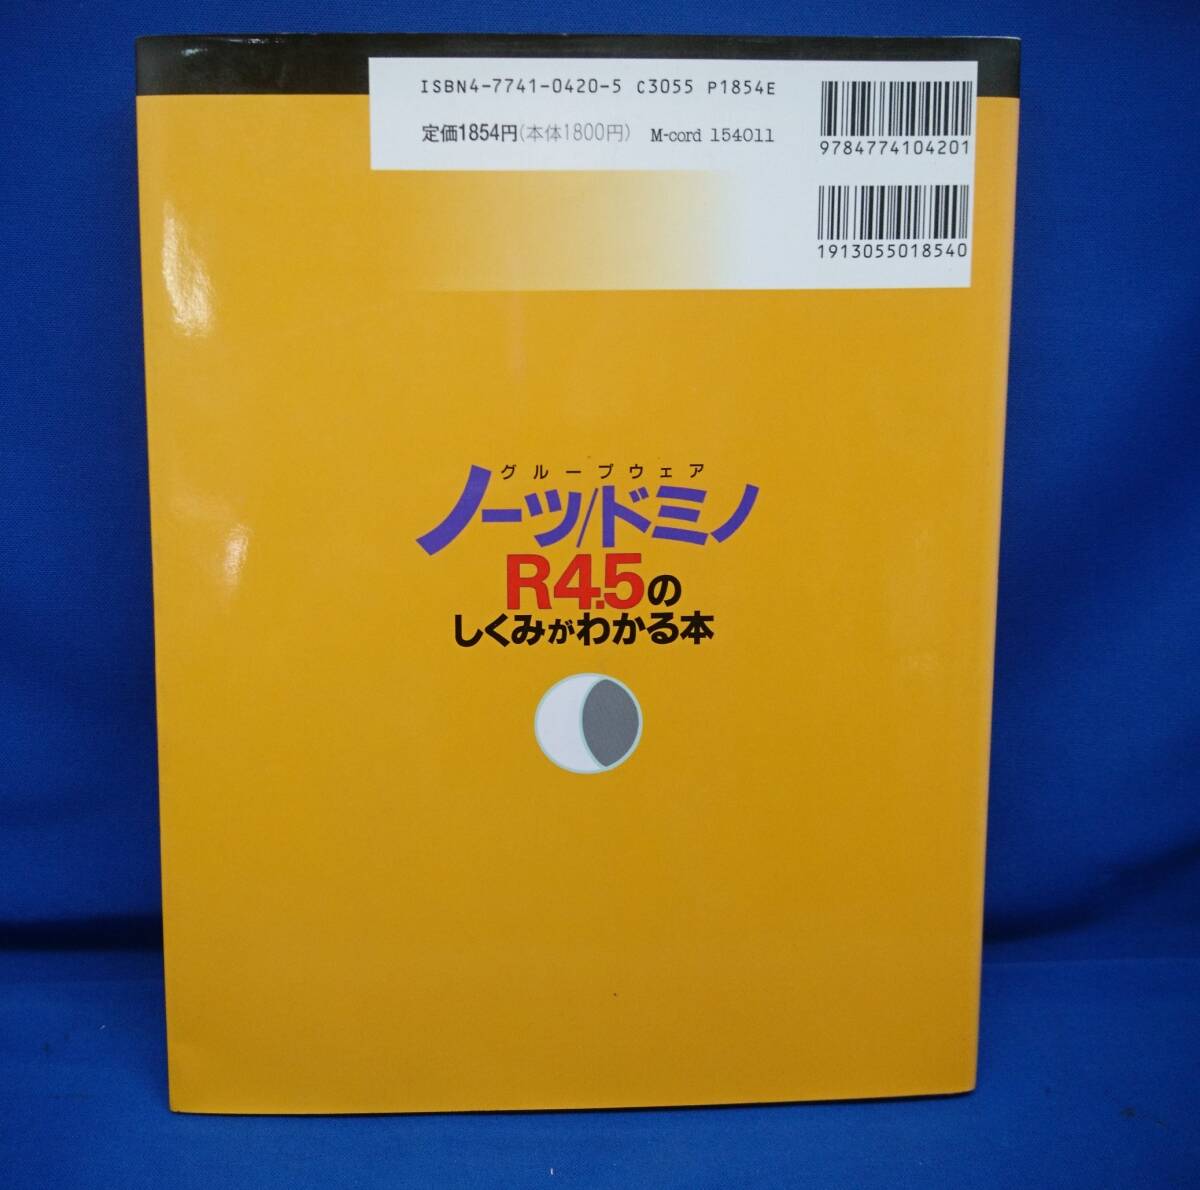 ISBN4-7741-0420-5 C3055 P1854E
定価1854円(本体1800円) M-cord 154011
9784774104201
1913055018540
グループウェア
ノーツ/ドミノ
R4.5の
しくみがわかる本